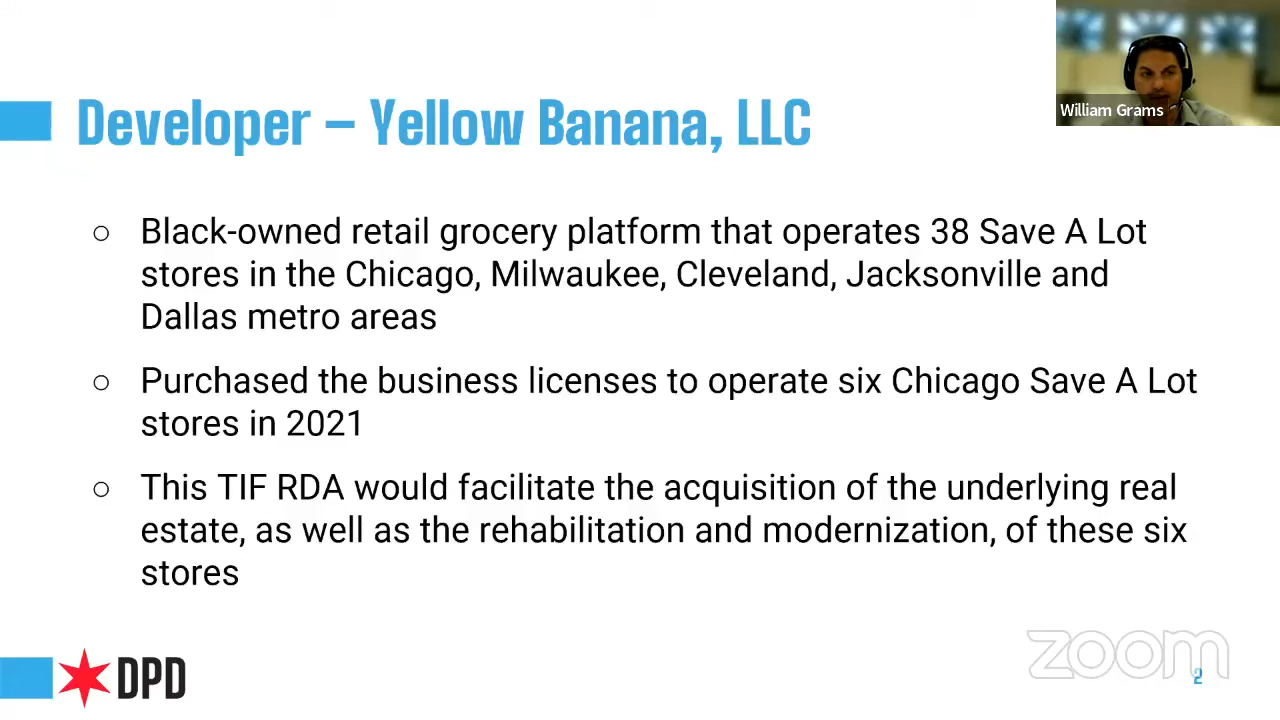 William Grams
Developer – Yellow Banana, LLC
○ Black-owned retail grocery platform that operates 38 Save A Lot
stores in the Chicago, Milwaukee, Cleveland, Jacksonville and
Dallas metro areas
○ Purchased the business licenses to operate six Chicago Save A Lot
stores in 2021
○ This TIF RDA would facilitate the acquisition of the underlying real
estate, as well as the rehabilitation and modernization, of these six
stores
DPD
zoom
2